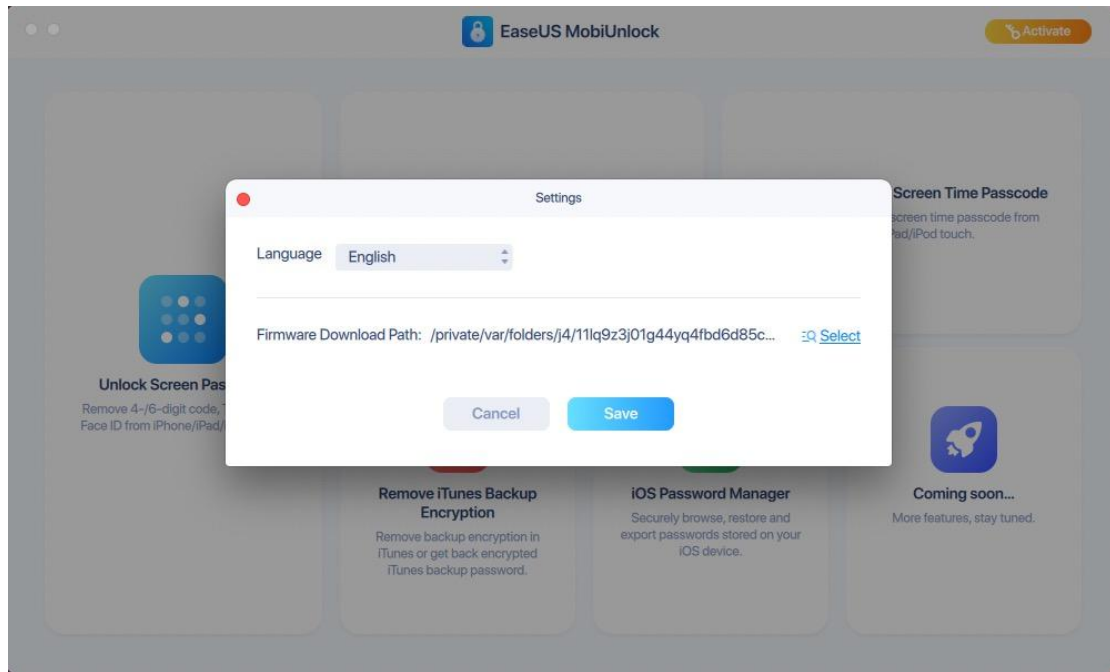 EaseUS MobiUnlock
Activate
Settings
Language
English
Firmware Download Path: /private/var/folders/j4/11lq9z3j01g44yq4fbd6d85c...
Select
Cancel
Save
Unlock Screen Pas
Remove 4-/6-digit code,
Face ID from iPhone/iPad/
Screen Time Passcode
screen time passcode from
Pad/iPod touch.
Remove iTunes Backup
Encryption
Remove backup encryption in
iTunes or get back encrypted
iTunes backup password.
iOS Password Manager
Securely browse, restore and
export passwords stored on your
iOS device.
Coming soon...
More features, stay tuned.